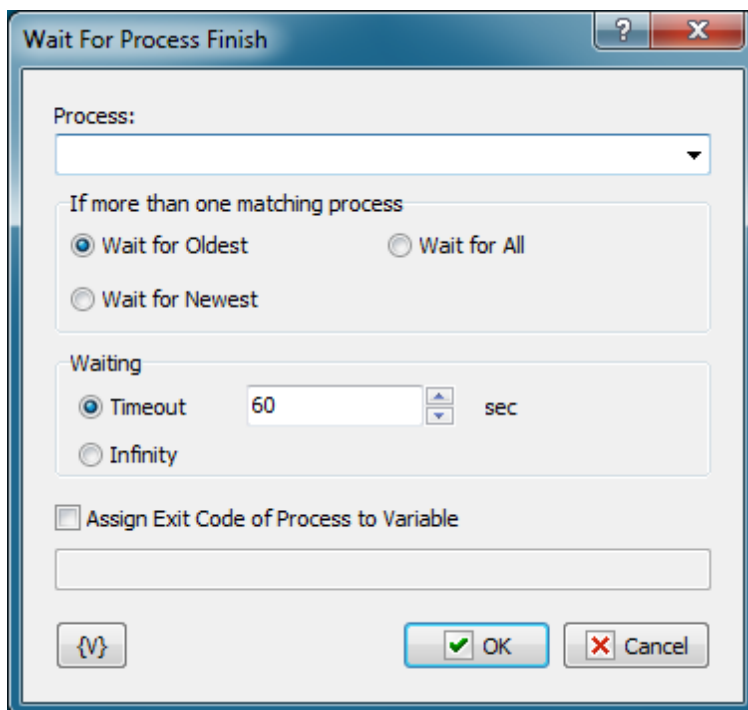 Wait For Process Finish
?
Process:
If more than one matching process
Wait for Oldest Wait for All
Wait for Newest
Waiting
Timeout 60 sec
Infinity
Assign Exit Code of Process to Variable
{V} OK Cancel